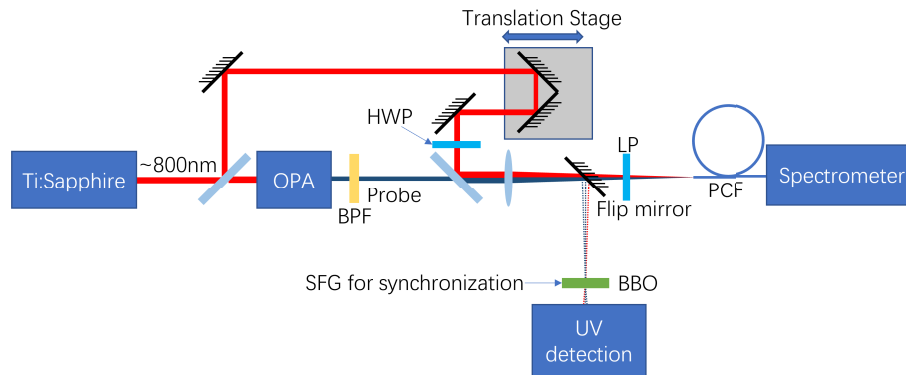 Translation Stage
HWP
~800nm
LP
Ti:Sapphire
OPA
Probe
BPF
Spectrometer
PCF
Flip mirror
SFG for synchronization
BBO
UV
detection